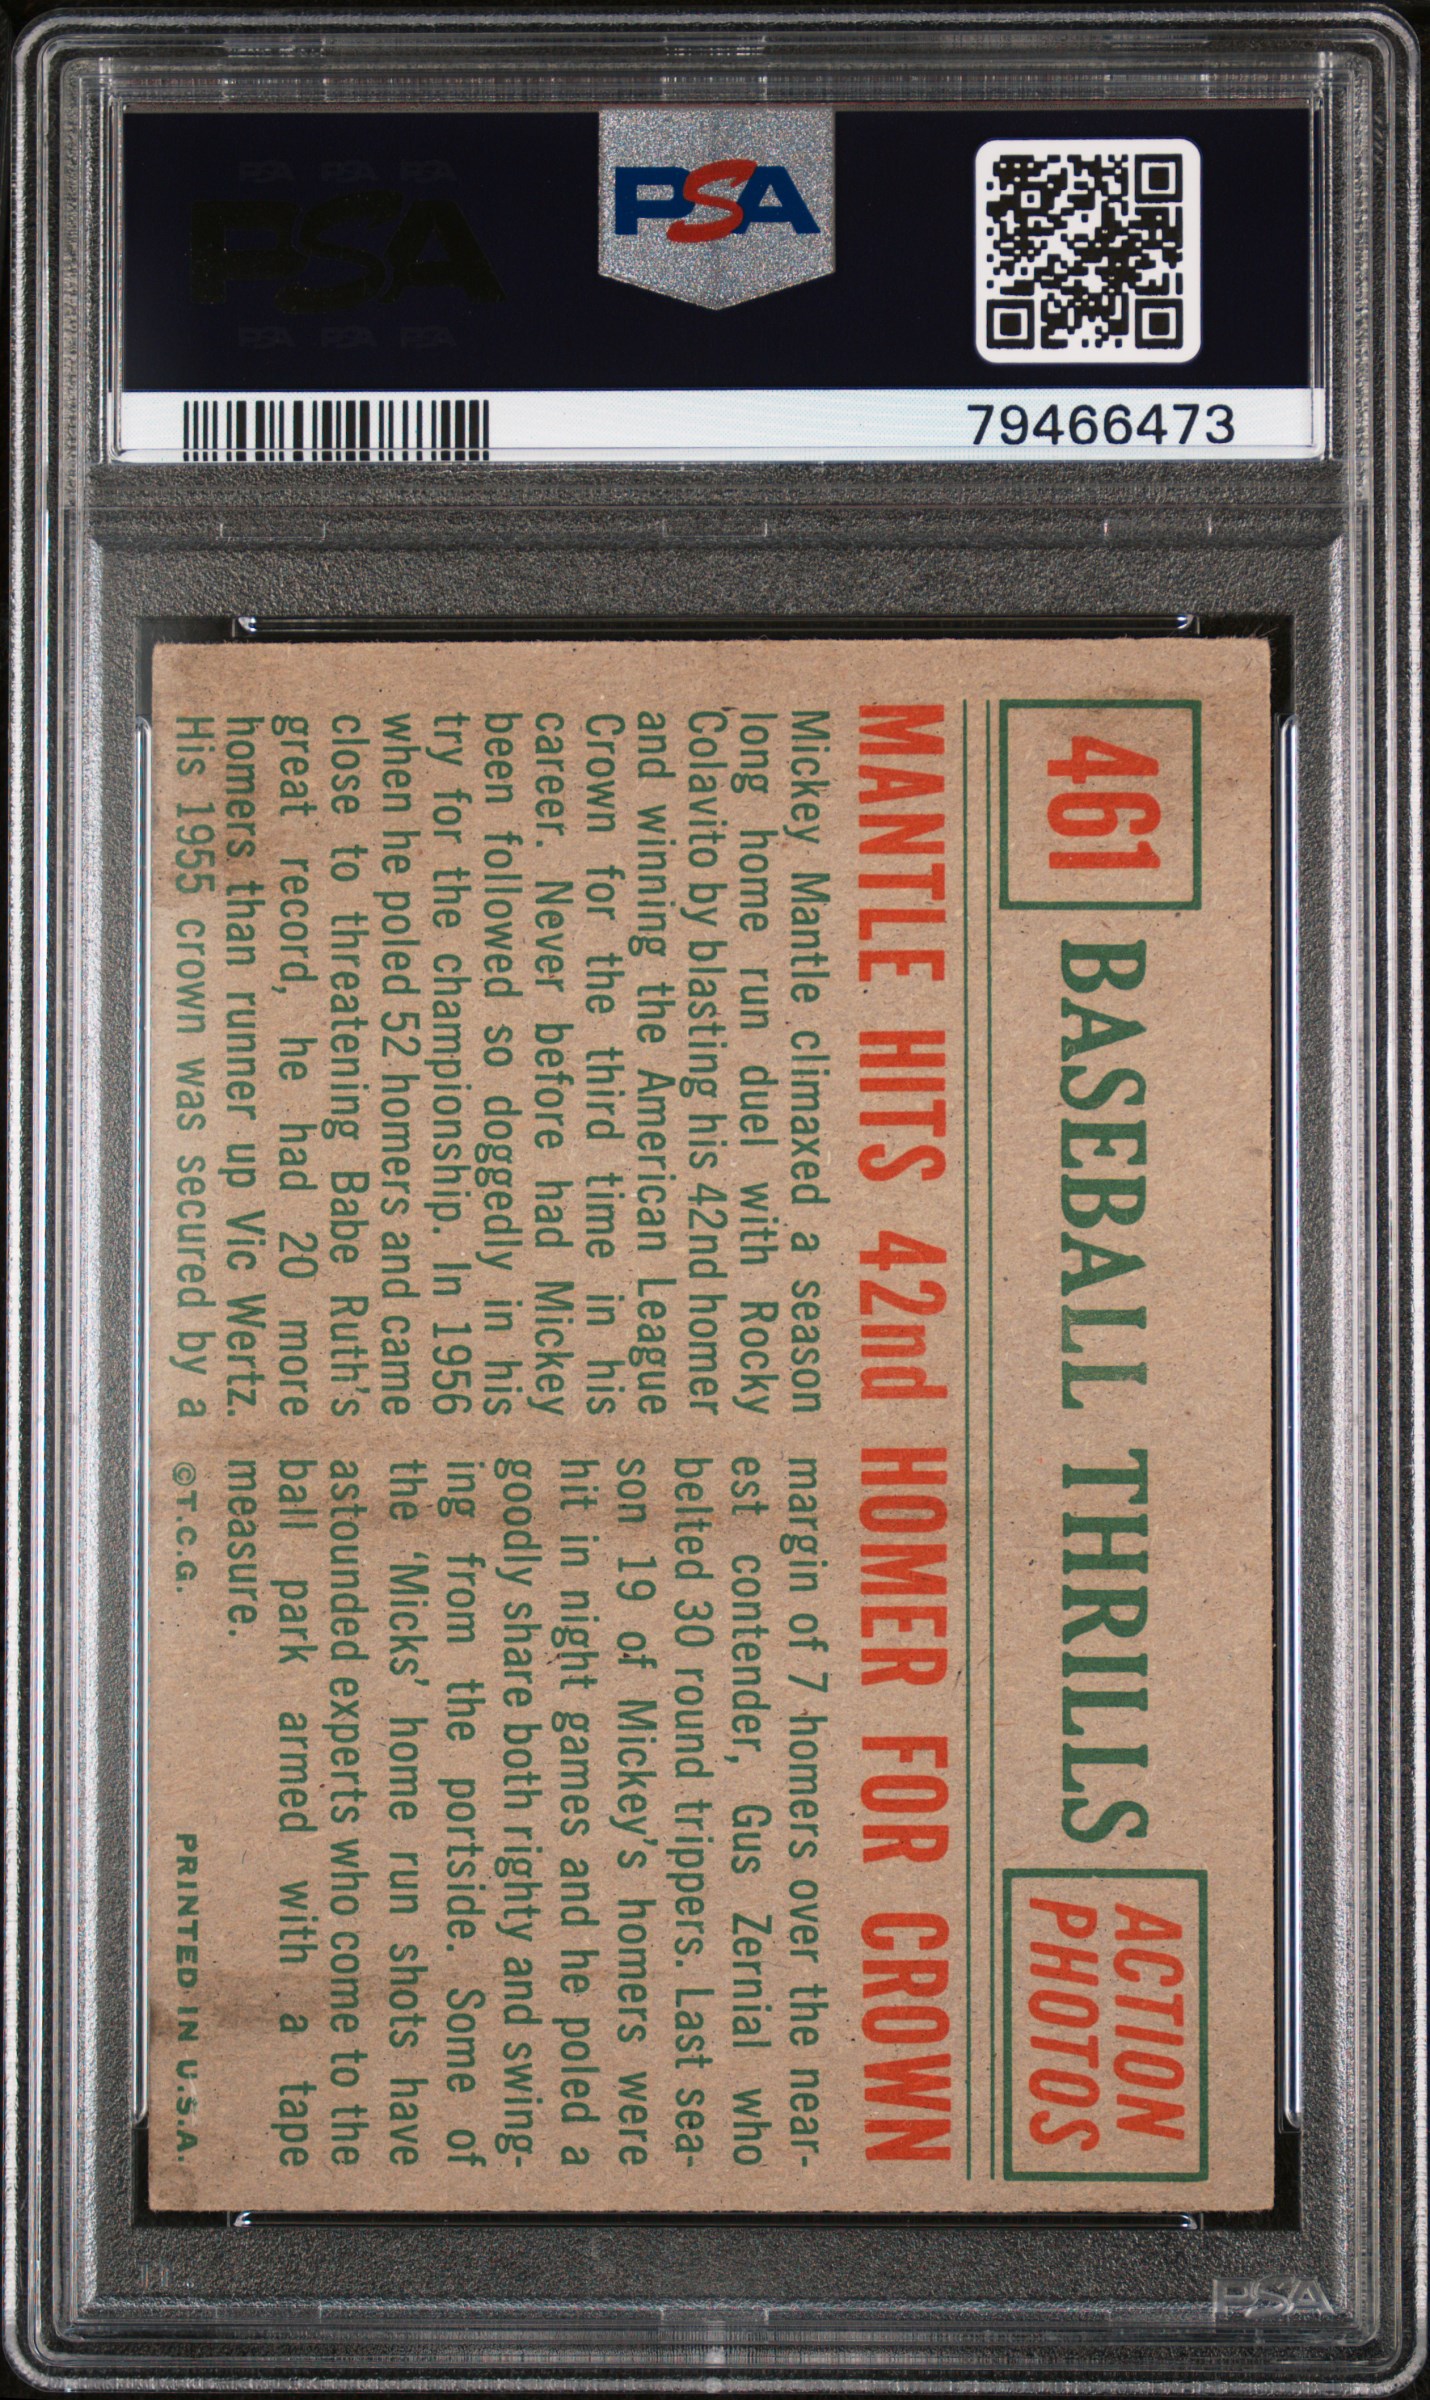 PSA PSA PSA
PSA
PSA PSA PSA
PSA
79466473
461
BASEBALL THRILLS
ACTION
PHOTOS
MANTLE HITS 42nd HOMER FOR CROWN
Mickey Mantle climaxed a season
long home run duel with Rocky
Colavito by blasting his 42nd homer
and winning the American League
Crown for the third time in his
career. Never before had Mickey
been followed so doggedly in his
try for the championship. In 1956
when he poled 52 homers and came
close to threatening Babe Ruth's
great record, he had 20 more
homers than runner up Vic Wertz.
His 1955 crown was secured by a
margin of 7 homers over the near-
est contender, Gus Zernial who
belted 30 round trippers. Last sea-
son 19 of Mickey's homers were
hit in night games and he poled a
goodly share both righty and swing-
ing from the portside. Some of
the 'Micks' home run shots have
astounded experts who come to the
ball park armed with a tape
measure.
©T.C.G.
PRINTED IN U.S.A.
PSA